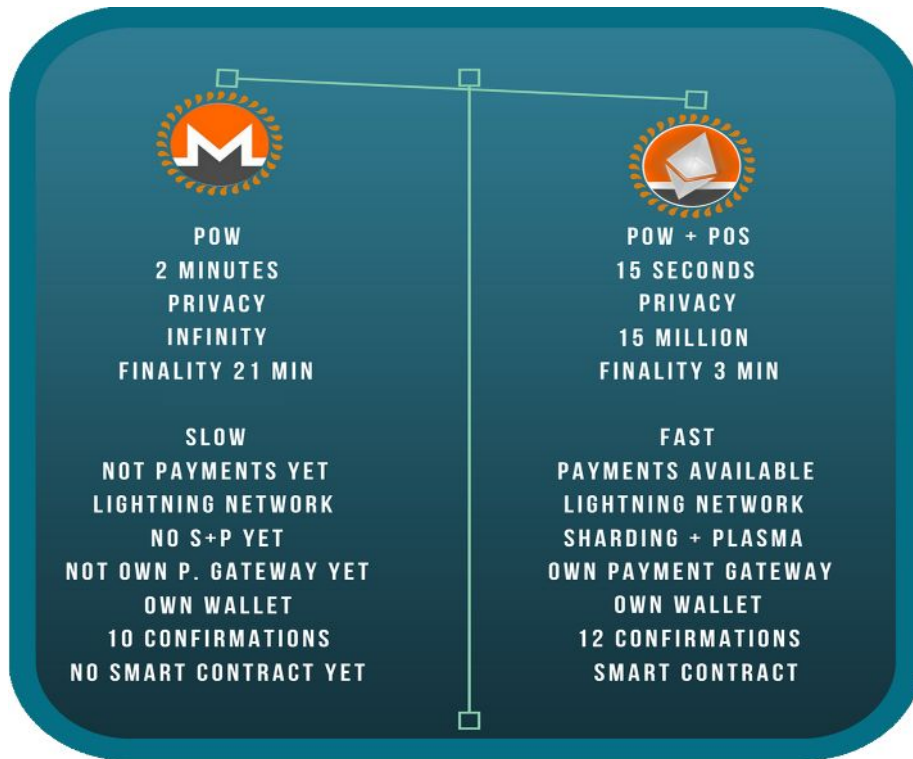 POW
2 MINUTES
PRIVACY
INFINITY
FINALITY 21 MIN
SLOW
NOT PAYMENTS YET
LIGHTNING NETWORK
NO S+P YET
NOT OWN P. GATEWAY YET
OWN WALLET
10 CONFIRMATIONS
NO SMART CONTRACT YET
POW + POS
15 SECONDS
PRIVACY
15 MILLION
FINALITY 3 MIN
FAST
PAYMENTS AVAILABLE
LIGHTNING NETWORK
SHARDING + PLASMA
OWN PAYMENT GATEWAY
OWN WALLET
12 CONFIRMATIONS
SMART CONTRACT